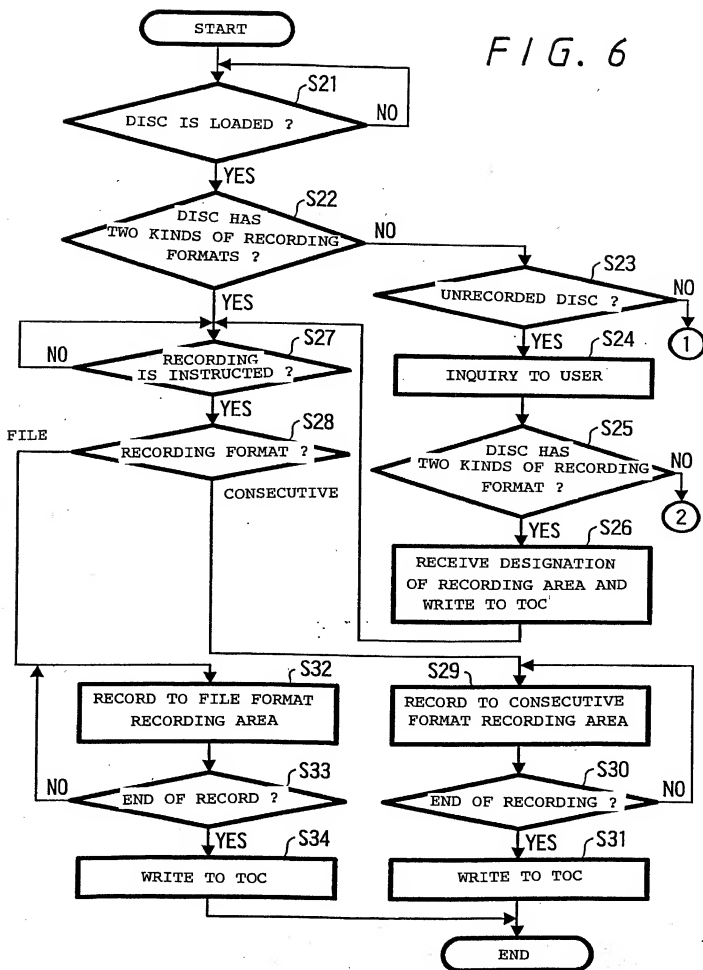 START
FIG. 6
S21
DISC IS LOADED ?
NO
YES
S22
DISC HAS
TWO KINDS OF RECORDING
FORMATS ?
NO
YES
S23
UNRECORDED DISC ?
NO
1
YES
S24
INQUIRY TO USER
S27
NO
RECORDING
IS INSTRUCTED ?
YES
S28
FILE
RECORDING FORMAT ?
CONSECUTIVE
S25
DISC HAS
TWO KINDS OF RECORDING
FORMAT ?
NO
2
YES
S26
RECEIVE DESIGNATION
OF RECORDING AREA AND
WRITE TO TOC
S32
RECORD TO FILE FORMAT
RECORDING AREA
S29
RECORD TO CONSECUTIVE
FORMAT RECORDING AREA
S33
NO
END OF RECORD ?
YES
S30
END OF RECORDING ?
NO
YES
S34
WRITE TO TOC
S31
WRITE TO TOC
END